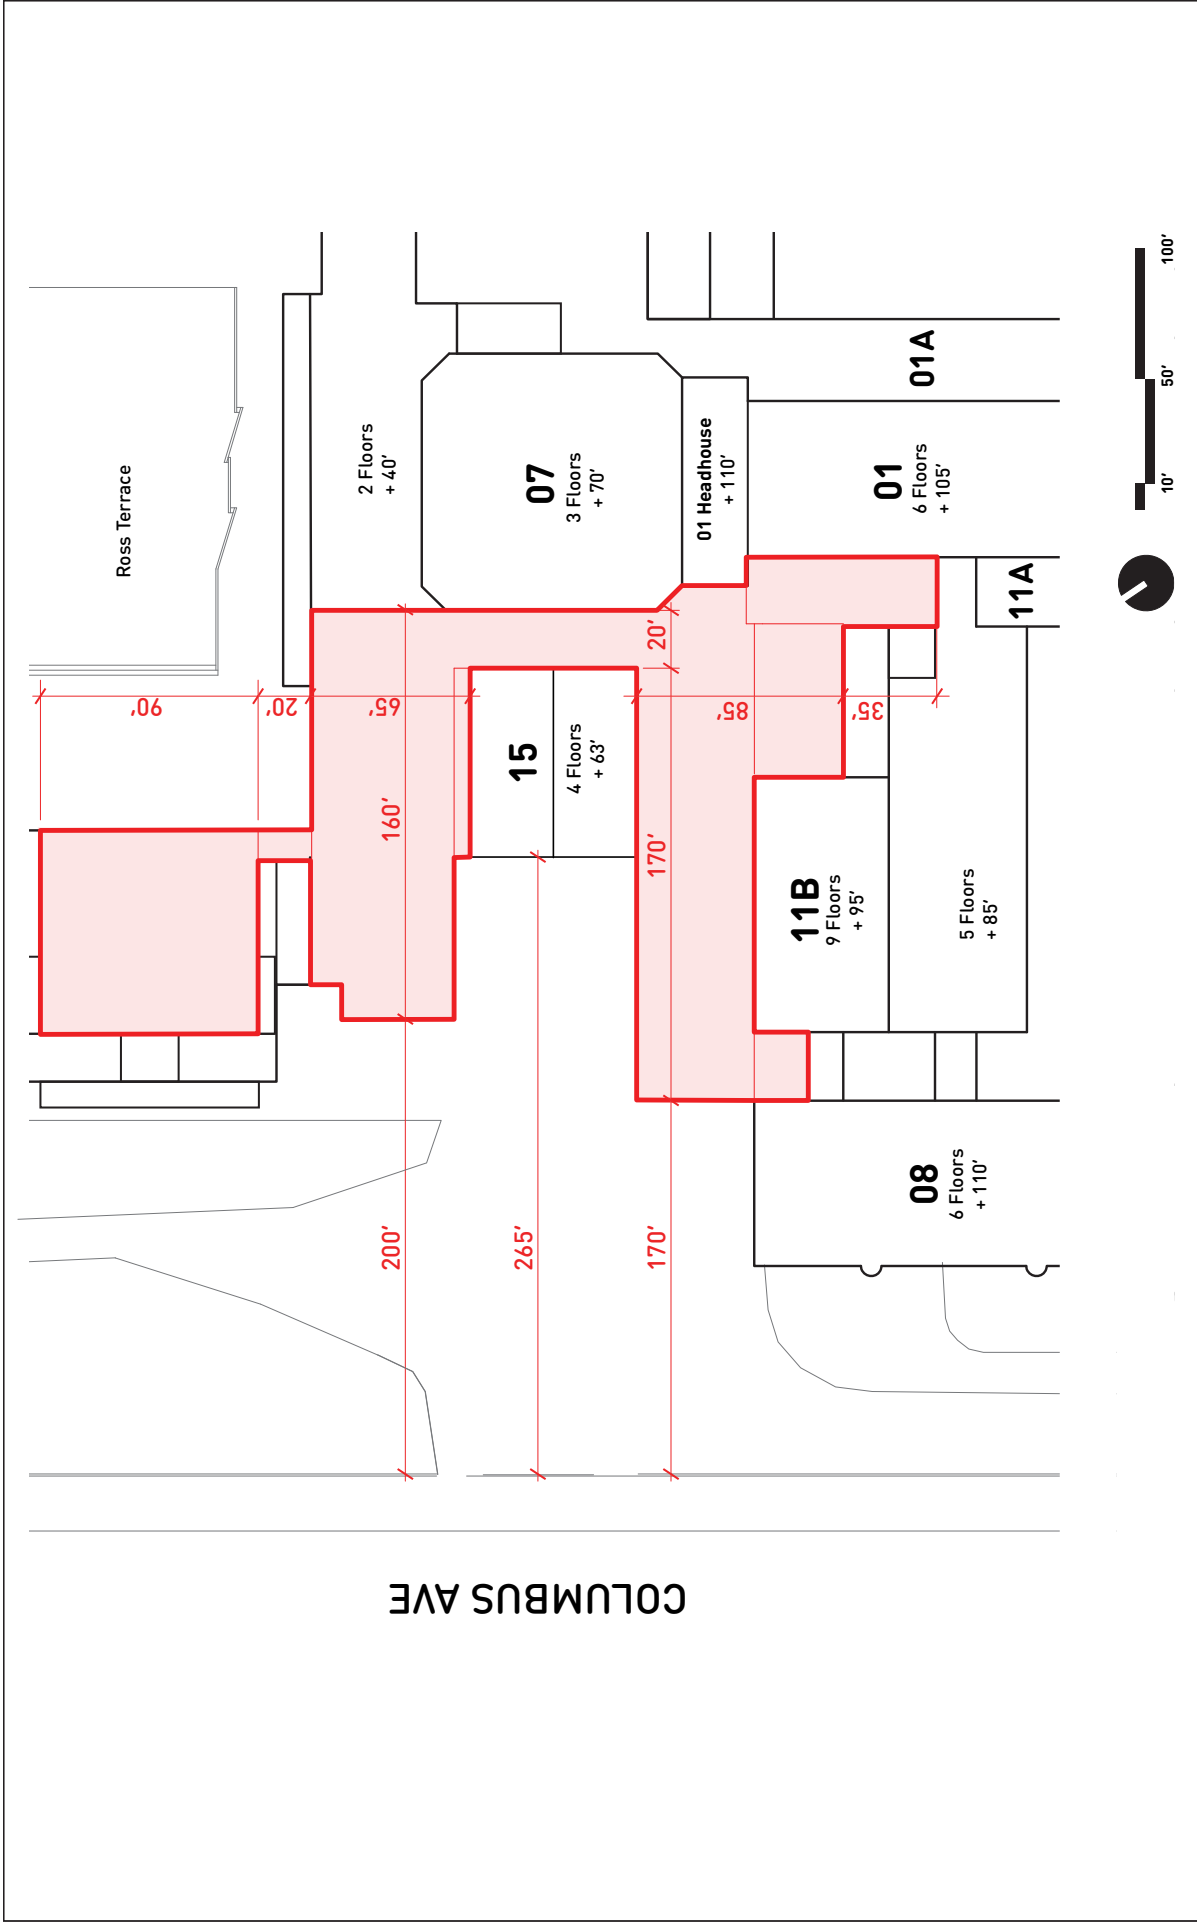 Ross Terrace
2 Floors
+ 40'
07
3 Floors
+ 70'
01 Headhouse
+ 110'
01A
01
6 Floors
+ 105'
11A
10'
50'
100'
90'
20'
65'
20'
85'
35'
160'
15
4 Floors
+ 63'
170'
11B
9 Floors
+ 95'
5 Floors
+ 85'
200'
265'
170'
08
6 Floors
+ 110'
COLUMBUS AVE